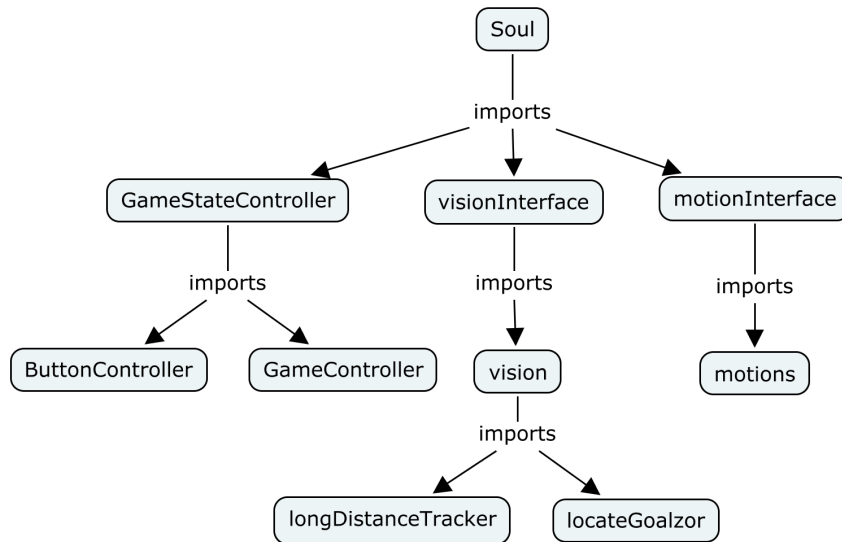 Soul
imports
GameStateController
visionInterface
motionInterface
imports
imports
imports
ButtonController
GameController
vision
motions
imports
longDistanceTracker
locateGoalzor